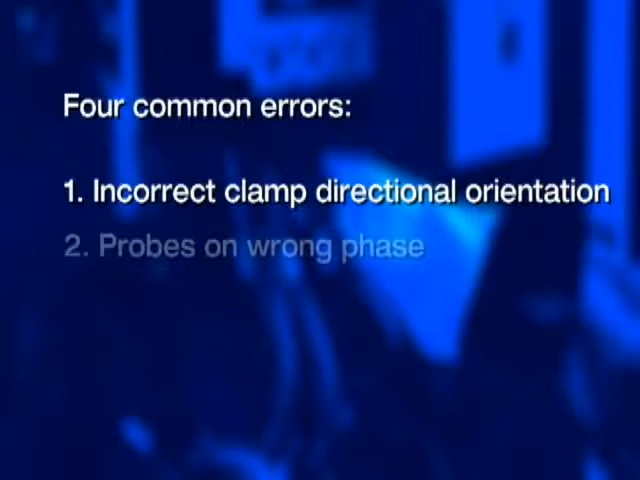 Four common errors:
1. Incorrect clamp directional orientation
2. Probes on wrong phase